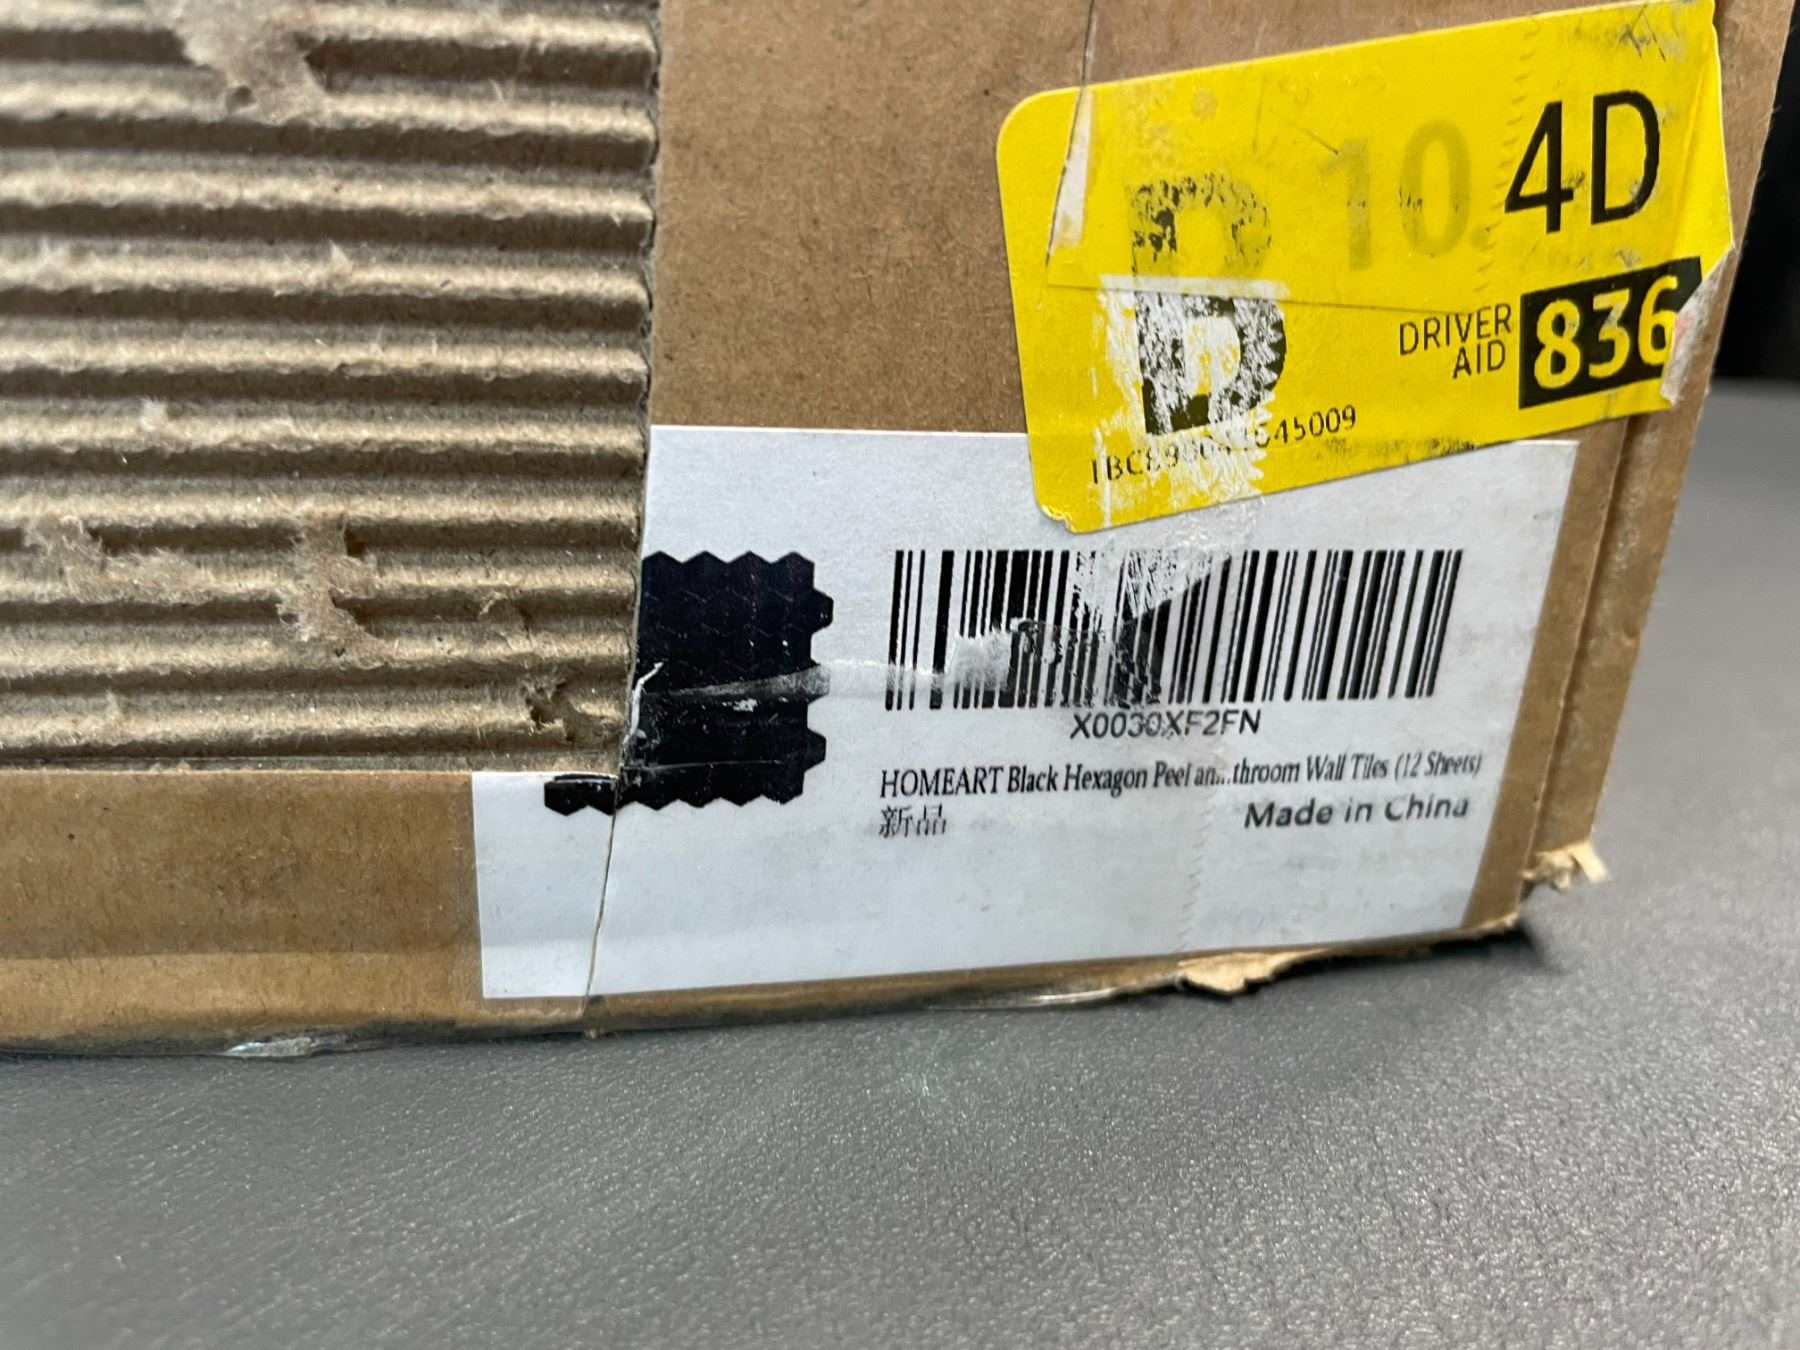 10. 4D
DRIVER
AID
836
X0030XF2FN
HOMEART Black Hexagon Peel an...throom Wall Tiles (12 Sheets)
新品
Made in China